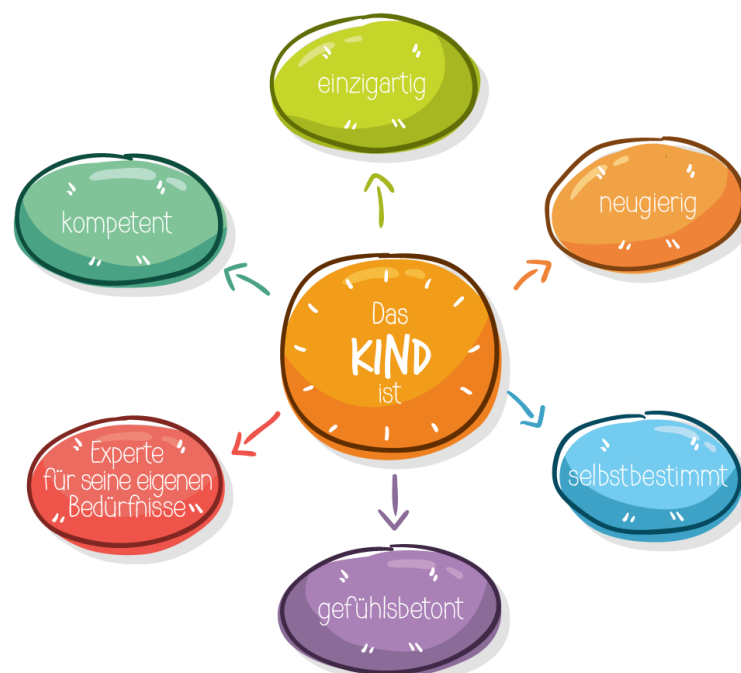 einzigartig
kompetent
neugierig
Das
KIND
ist
Experte
für seine eigenen
Bedürfnisse
selbstbestimmt
gefühlsbetont